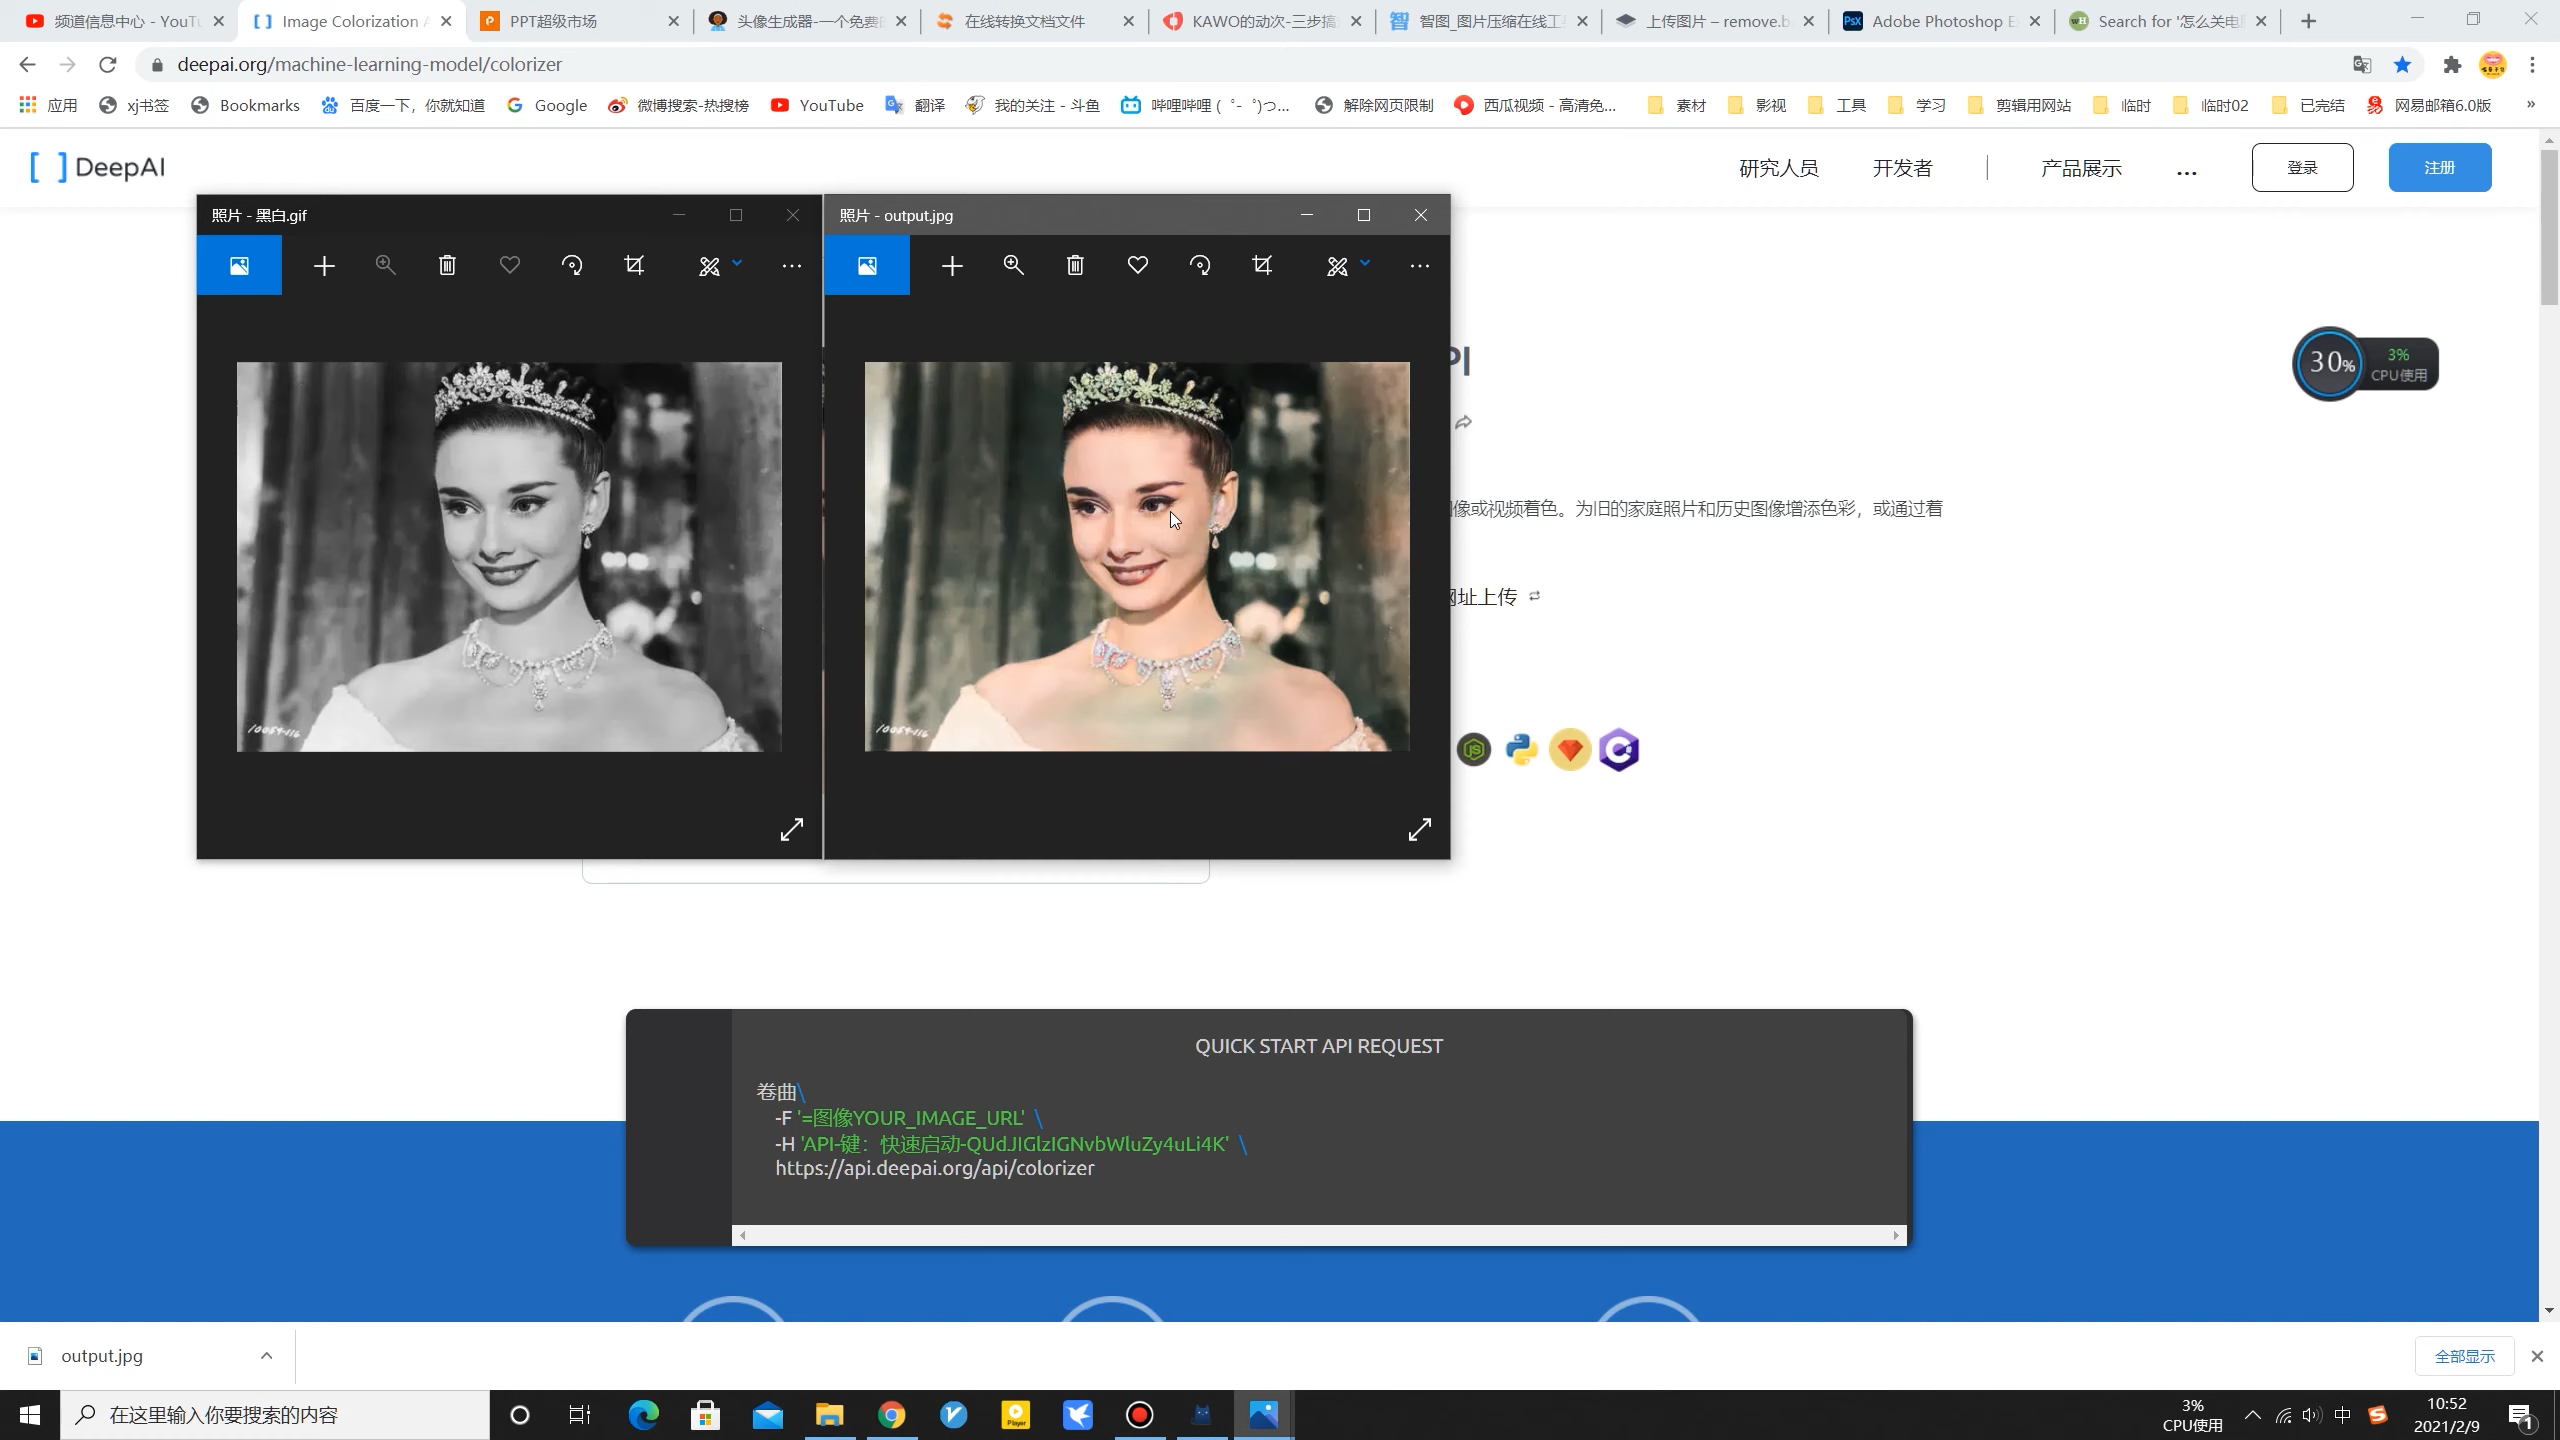 频道信息中心 - YouTu
Image Colorization A
PPT超级市场
头像生成器-一个免费的
在线转换文档文件
KAWO的动次-三步搞
智图_图片压缩在线工
上传图片 – remove.b
Adobe Photoshop E
Search for '怎么关电
deepai.org/machine-learning-model/colorizer
应用
xj书签
Bookmarks
百度一下，你就知道
Google
微博搜索-热搜榜
YouTube
翻译
我的关注 - 斗鱼
哔哩哔哩 ( ゜- ゜)つ...
解除网页限制
西瓜视频 - 高清免...
素材
影视
工具
学习
剪辑用网站
临时
临时02
已完结
网易邮箱6.0版
»
[ ] DeepAI
研究人员
开发者
产品展示
...
登录
注册
照片 - 黑白.gif
照片 - output.jpg
PI
30%
3%
CPU使用
像或视频着色。为旧的家庭照片和历史图像增添色彩，或通过着
网址上传
10054-116
10054-116
QUICK START API REQUEST
卷曲\
-F '=图像YOUR_IMAGE_URL' \
-H 'API-键：快速启动-QUdJIGlzIGNvbWluZy4uLi4K' \
https://api.deepai.org/api/colorizer
output.jpg
全部显示
在这里输入你要搜索的内容
Player
3%
CPU使用
中
10:52
2021/2/9
1